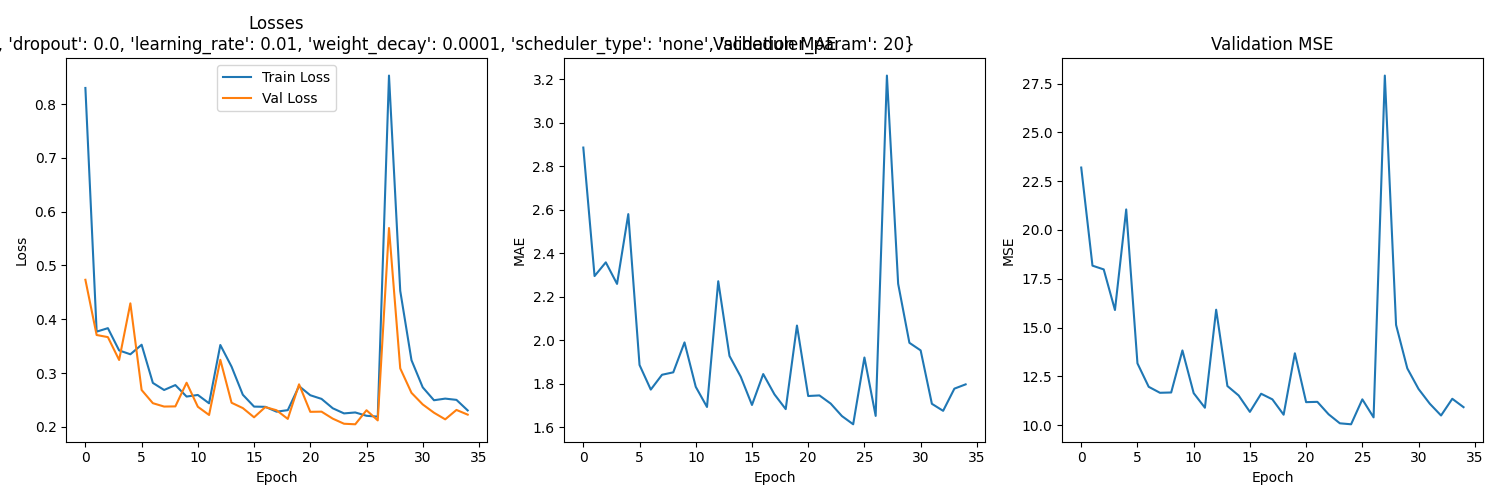 Losses
, 'dropout': 0.0, 'learning_rate': 0.01, 'weight_decay': 0.0001, 'scheduler_type': 'none', 'scheduler_param': 20}
Validation MAE
Validation MSE
Train Loss
Val Loss
Loss
0.8
0.7
0.6
0.5
0.4
0.3
0.2
0 5 10 15 20 25 30 35
Epoch
MAE
3.2
3.0
2.8
2.6
2.4
2.2
2.0
1.8
1.6
0 5 10 15 20 25 30 35
Epoch
MSE
27.5
25.0
22.5
20.0
17.5
15.0
12.5
10.0
0 5 10 15 20 25 30 35
Epoch